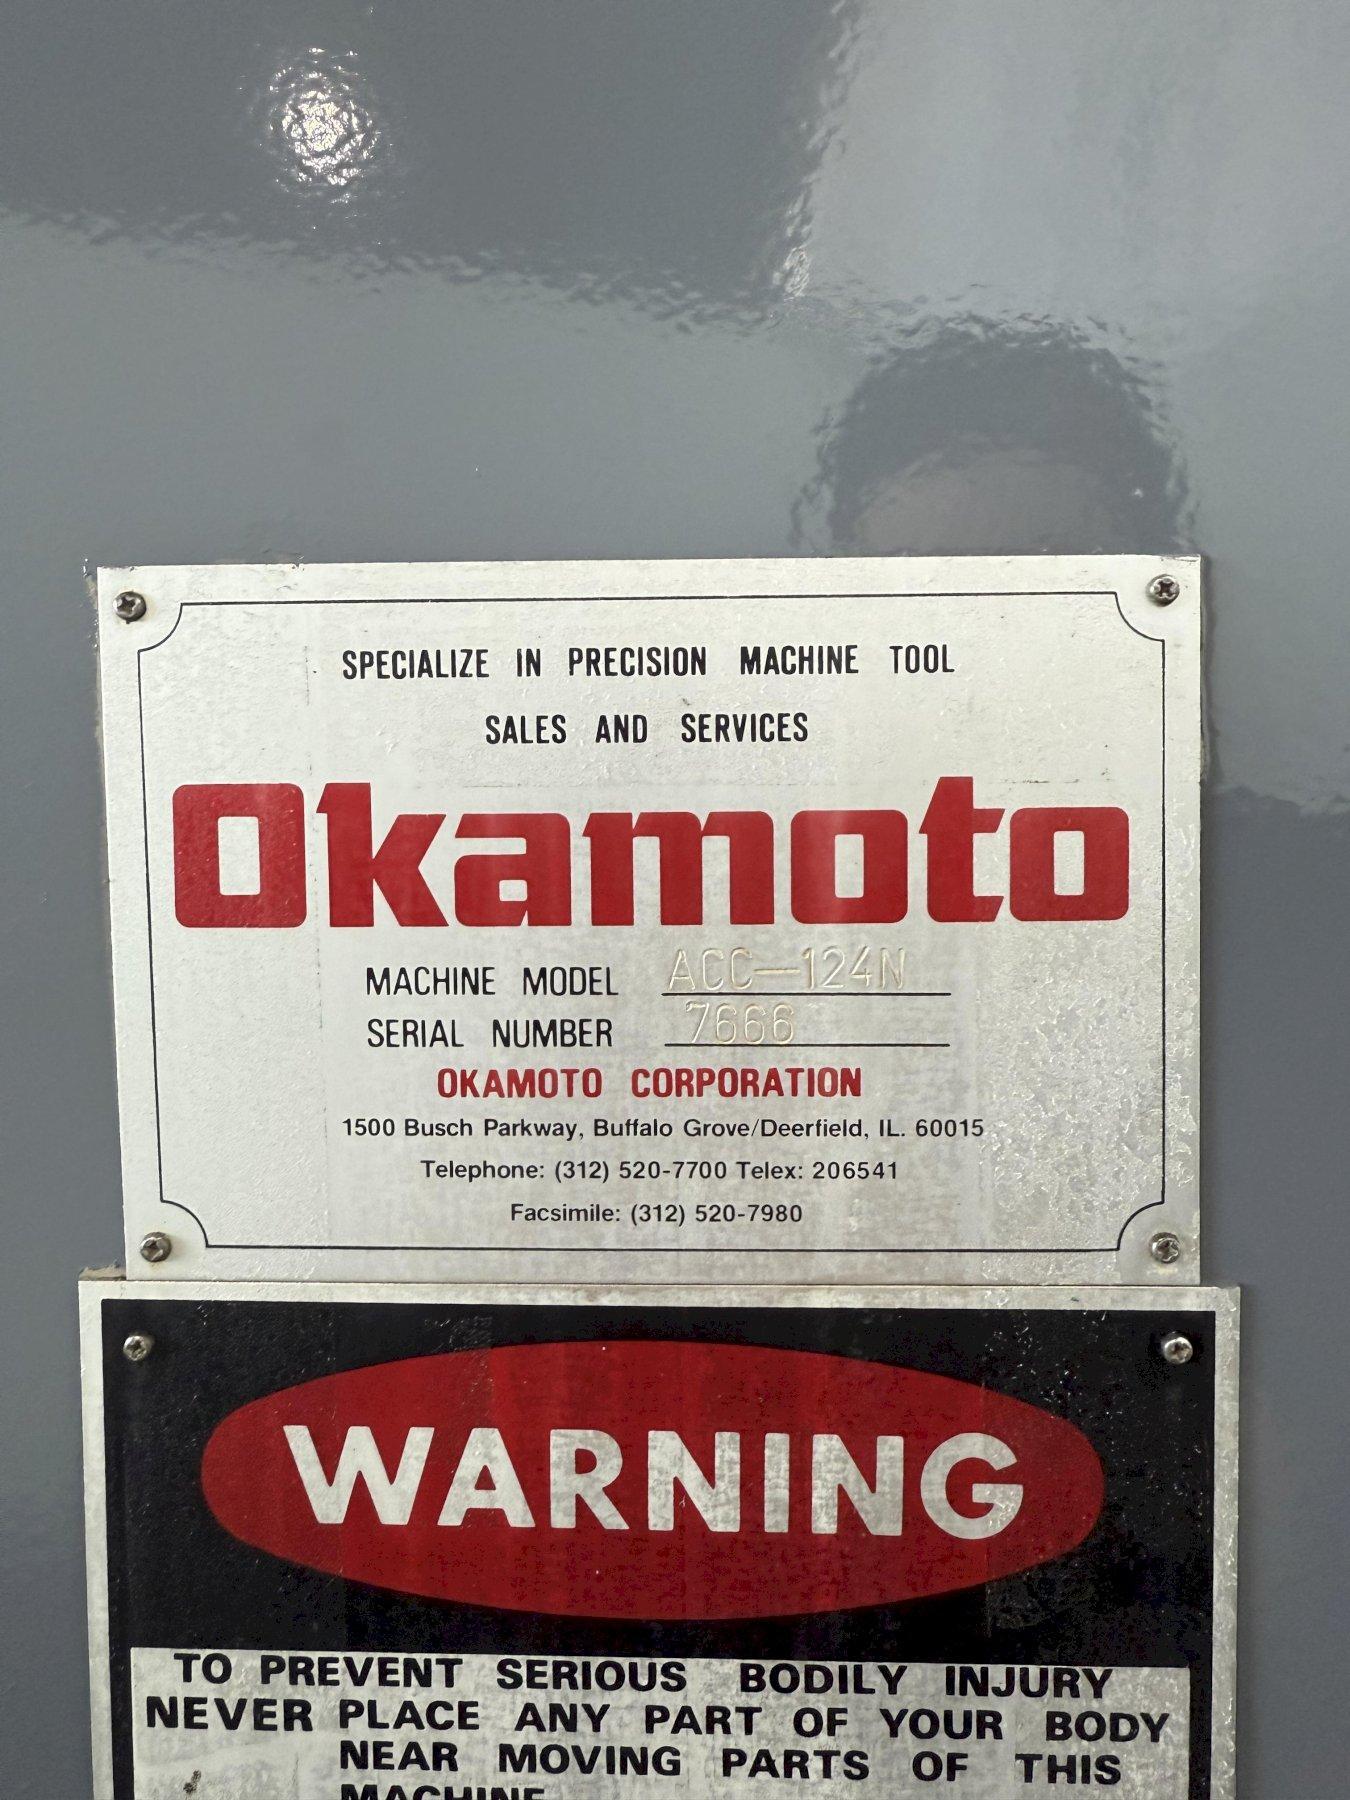 SPECIALIZE IN PRECISION MACHINE TOOL
SALES AND SERVICES
Okamoto
MACHINE MODEL ACC-124N
SERIAL NUMBER 7666
OKAMOTO CORPORATION
1500 Busch Parkway, Buffalo Grove/Deerfield, IL. 60015
Telephone: (312) 520-7700 Telex: 206541
Facsimile: (312) 520-7980
WARNING
TO PREVENT SERIOUS BODILY INJURY
NEVER PLACE ANY PART OF YOUR BODY
NEAR MOVING PARTS OF THIS
MACHINE